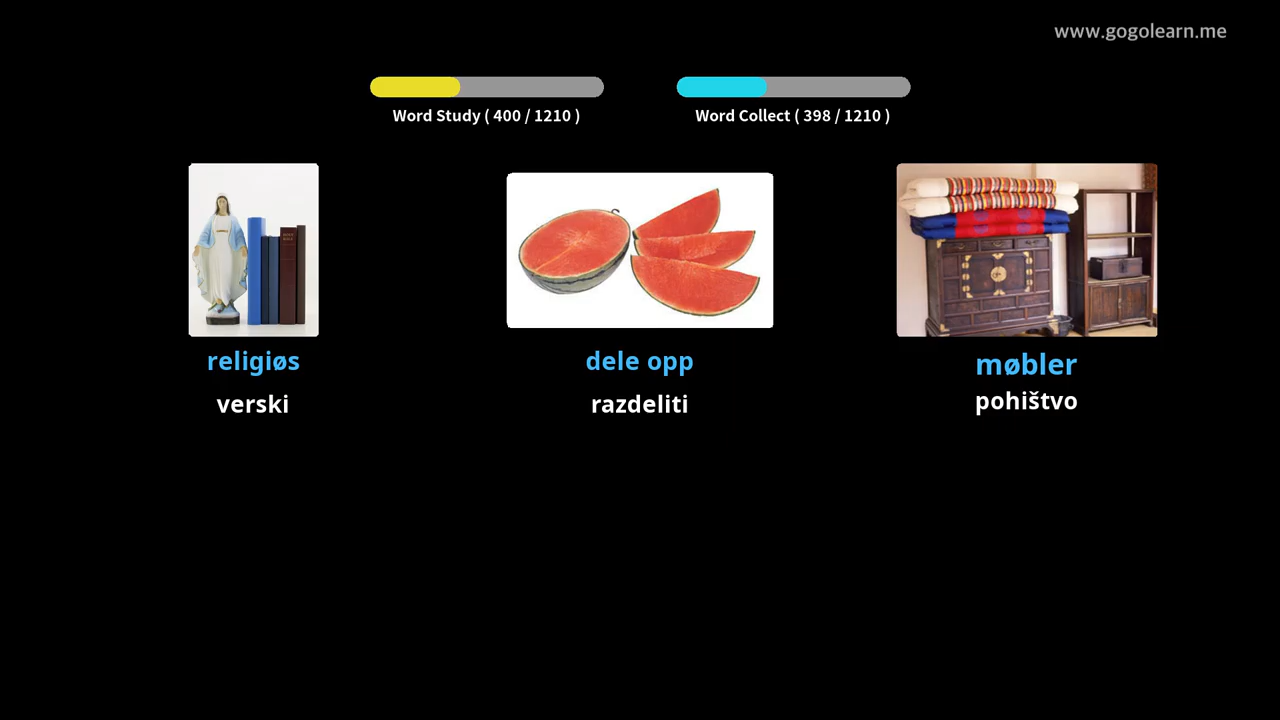 www.gogolearn.me
Word Study ( 400 / 1210 )
Word Collect ( 398 / 1210 )
religiøs
dele opp
møbler
verski
razdeliti
pohištvo